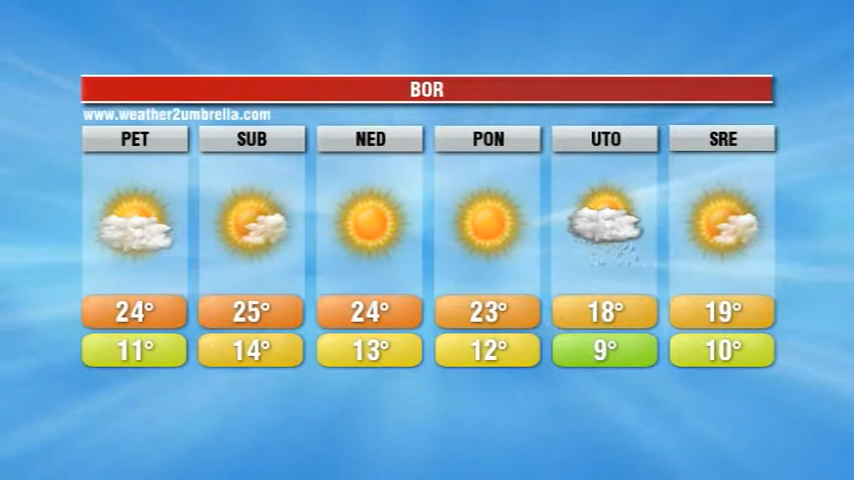 BOR
www.weather2umbrella.com
PET SUB NED PON UTO SRE
24° 25° 24° 23° 18° 19°
11° 14° 13° 12° 9° 10°